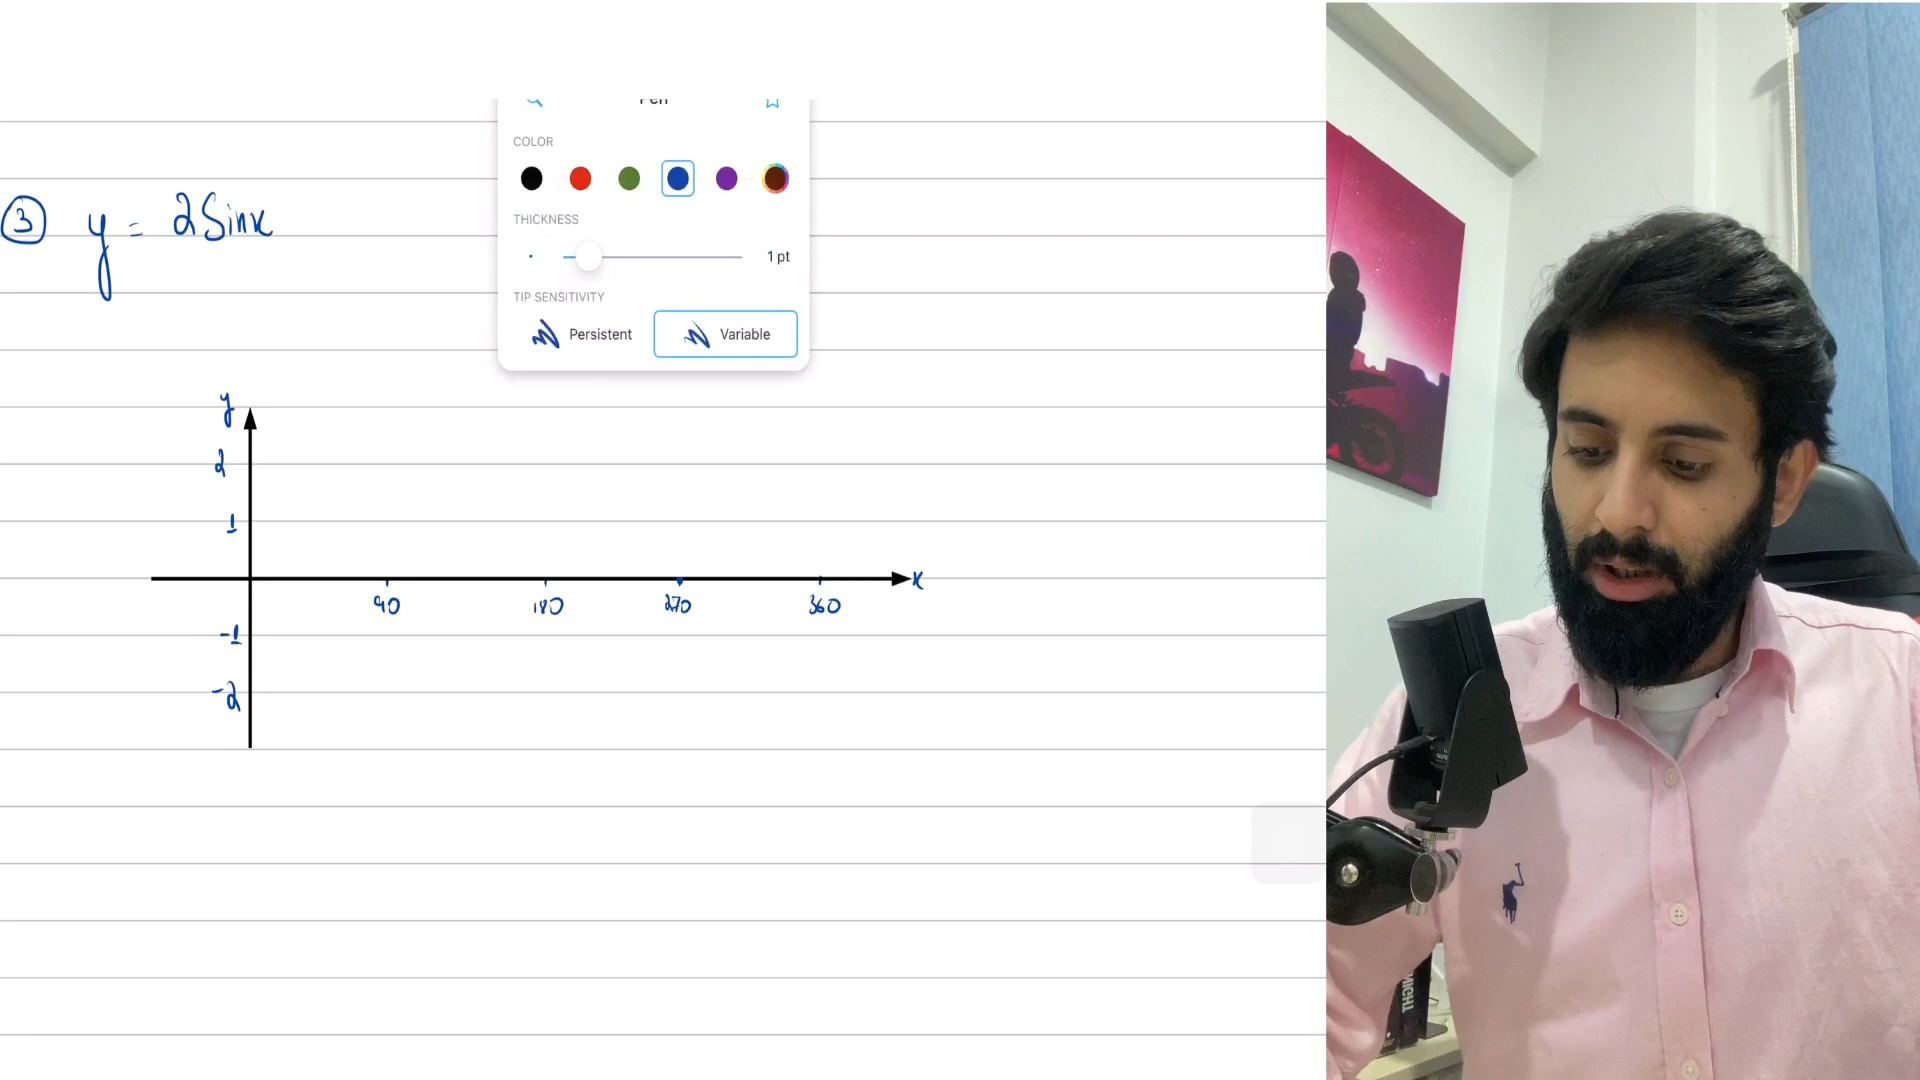 Pen
COLOR
③ y = 2Sinx
THICKNESS
1 pt
TIP SENSITIVITY
Persistent Variable
y
2
1
x
90 180 270 360
-1
-2